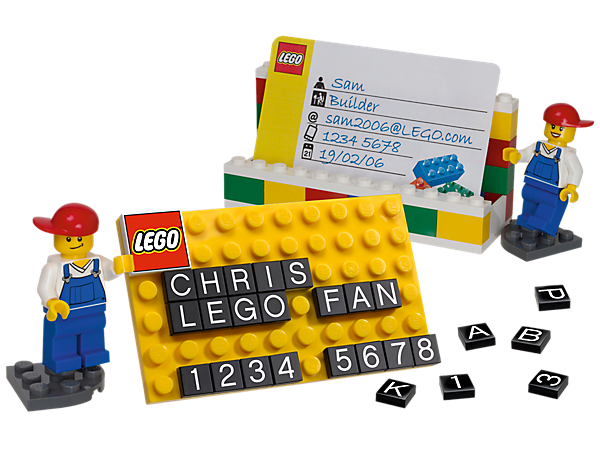 LEGO
Sam
Builder
@ sam2006@LEGO.com
1234 5678
21 19/02/06
LEGO
CHRIS
LEGO FAN
1234 5678
P
A B
K 1 3